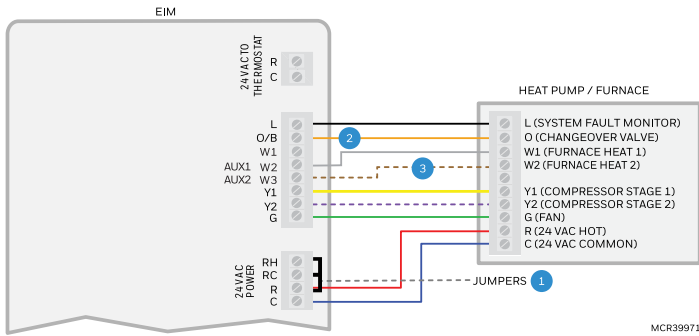 EIM
24 VAC TO
THERMOSTAT
R
C
HEAT PUMP / FURNACE
L
O/B
W1
AUX1 W2
AUX2 W3
Y1
Y2
G
2
3
L (SYSTEM FAULT MONITOR)
O (CHANGEOVER VALVE)
W1 (FURNACE HEAT 1)
W2 (FURNACE HEAT 2)
Y1 (COMPRESSOR STAGE 1)
Y2 (COMPRESSOR STAGE 2)
G (FAN)
R (24 VAC HOT)
C (24 VAC COMMON)
24 VAC
POWER
RH
RC
R
C
JUMPERS 1
MCR39971